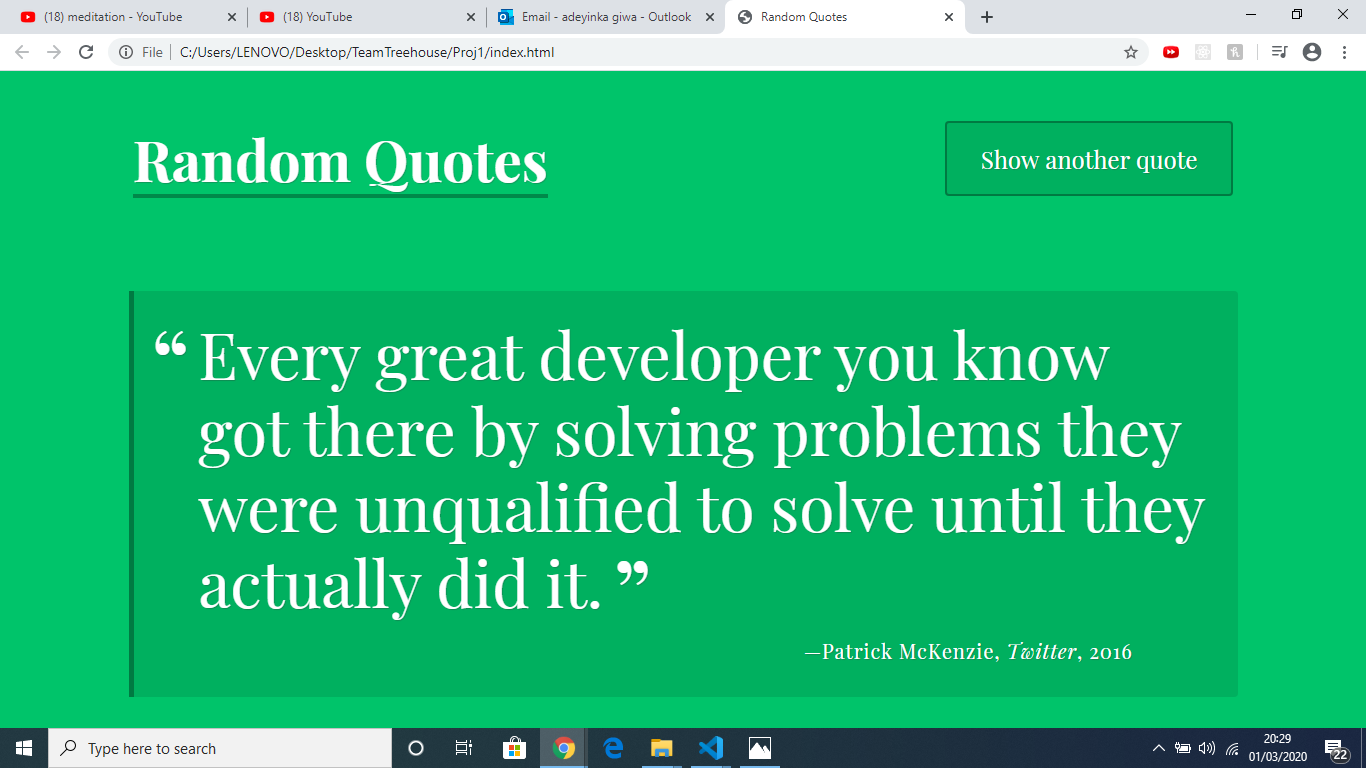 (18) meditation - YouTube
(18) YouTube
Email - adeyinka giwa - Outlook
Random Quotes
File
C:/Users/LENOVO/Desktop/TeamTreehouse/Proj1/index.html
Random Quotes
Show another quote
“ Every great developer you know
got there by solving problems they
were unqualified to solve until they
actually did it. ”
—Patrick McKenzie, Twitter, 2016
Type here to search
20:29
01/03/2020
22